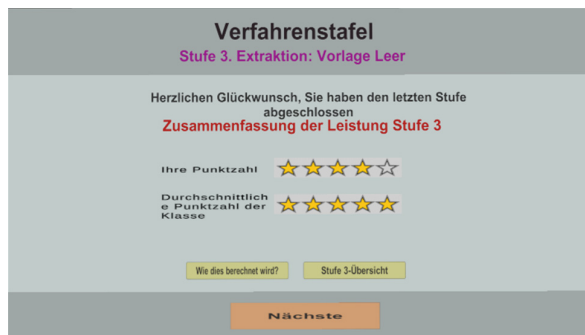 Verfahrenstafel
Stufe 3. Extraktion: Vorlage Leer
Herzlichen Glückwunsch, Sie haben den letzten Stufe
abgeschlossen
Zusammenfassung der Leistung Stufe 3
Ihre Punktzahl
Durchschnittlich
e Punktzahl der
Klasse
Wie dies berechnet wird?
Stufe 3-Übersicht
Nächste